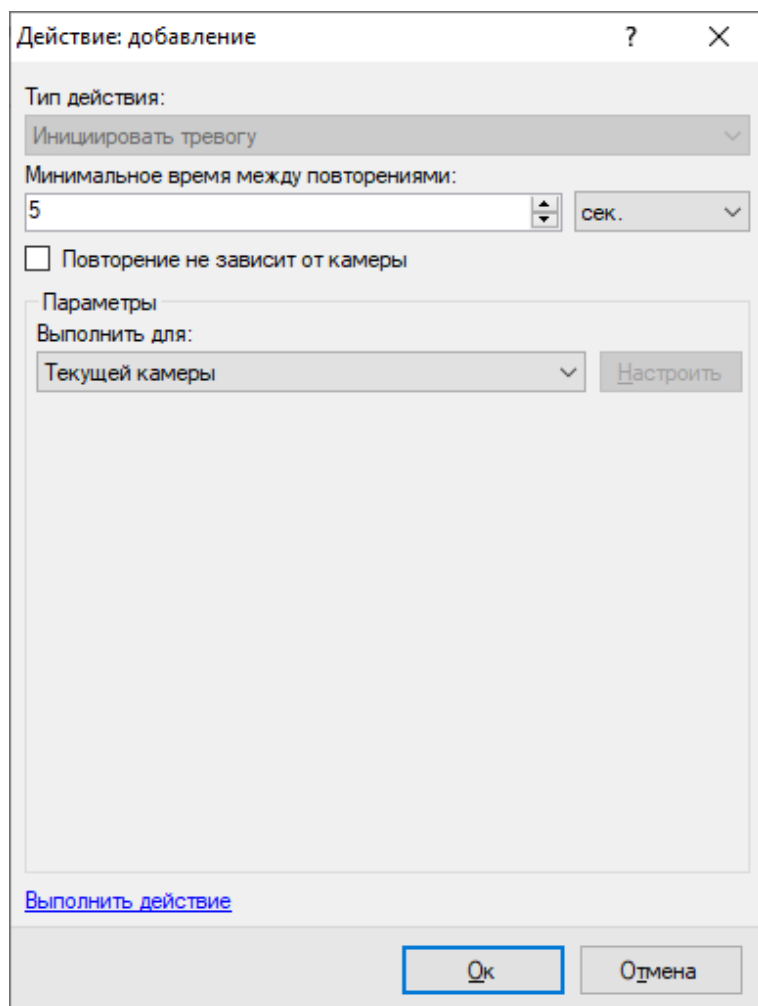 Действие: добавление ?
Тип действия:
Инициировать тревогу
Минимальное время между повторениями:
5 сек.
Повторение не зависит от камеры
Параметры
Выполнить для:
Текущей камеры Настроить
Выполнить действие
Ок Отмена